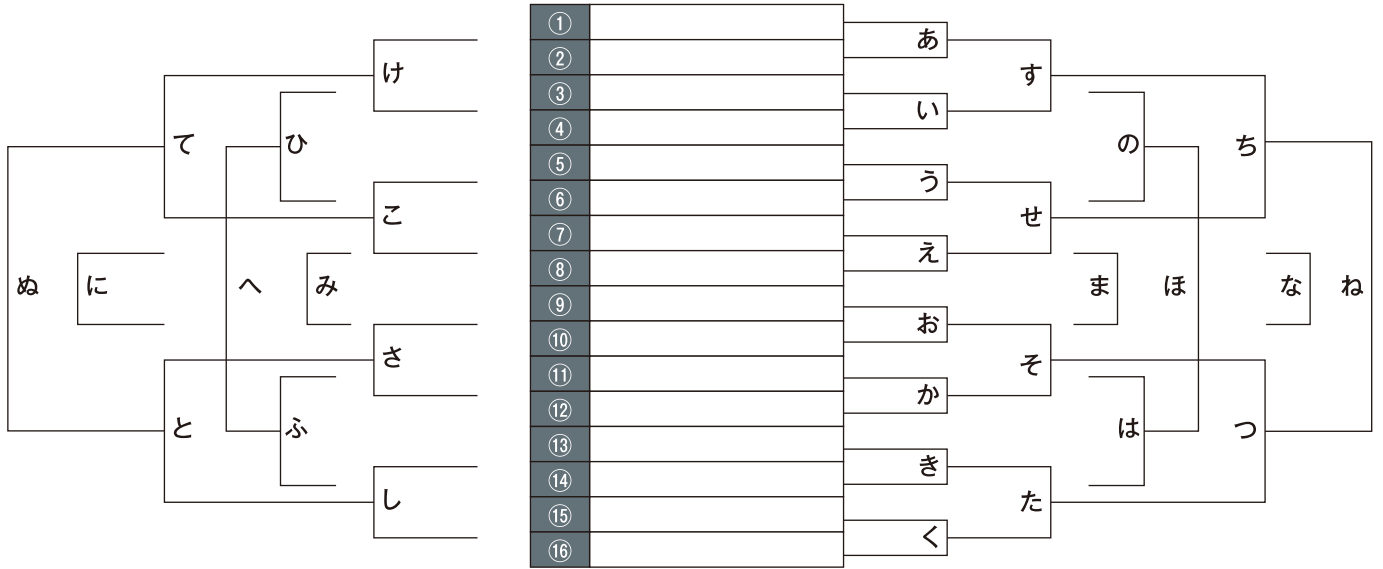 ①
あ
け
②
す
③
ひ
い
④
て
の
ち
⑤
う
⑥
こ
せ
⑦
え
⑧
ぬ
に
へ
み
ま
ほ
な
ね
⑨
お
⑩
さ
そ
⑪
か
⑫
と
ふ
は
つ
⑬
き
⑭
し
た
⑮
く
⑯